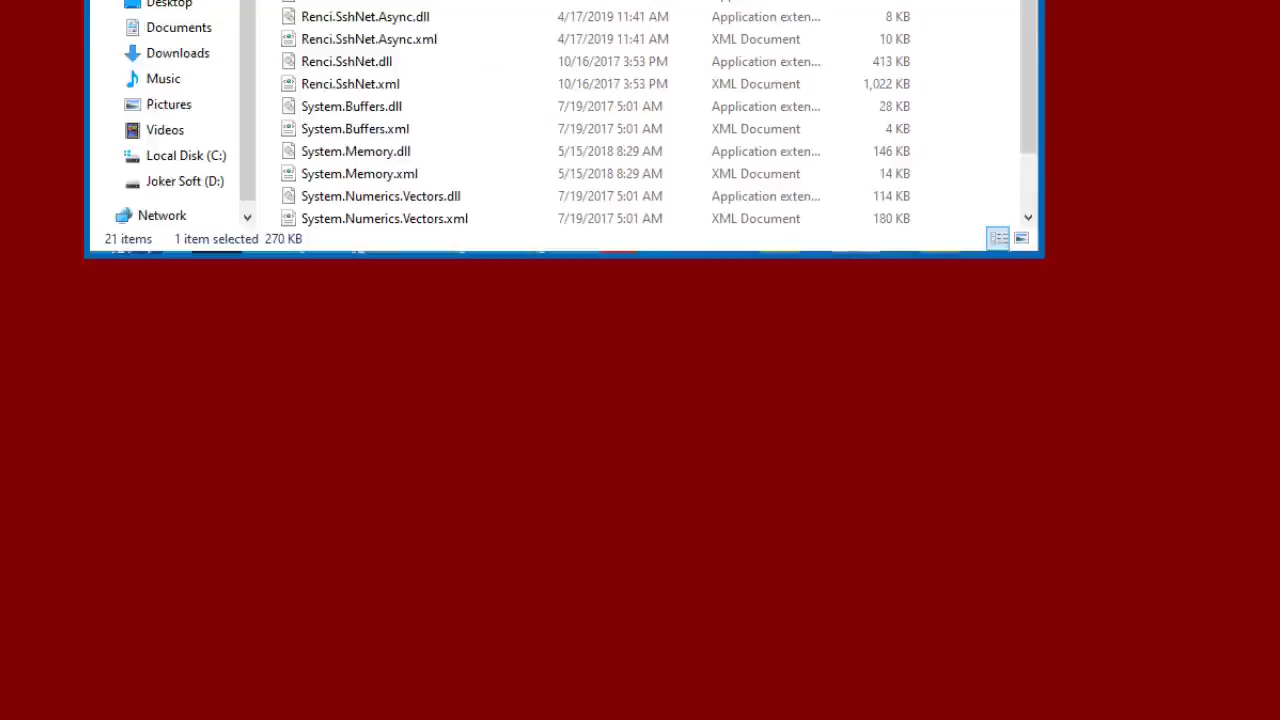 Desktop
Documents
Downloads
Music
Pictures
Videos
Local Disk (C:)
Joker Soft (D:)
Network
Renci.SshNet.Async.dll 4/17/2019 11:41 AM Application exten... 8 KB
Renci.SshNet.Async.xml 4/17/2019 11:41 AM XML Document 10 KB
Renci.SshNet.dll 10/16/2017 3:53 PM Application exten... 413 KB
Renci.SshNet.xml 10/16/2017 3:53 PM XML Document 1,022 KB
System.Buffers.dll 7/19/2017 5:01 AM Application exten... 28 KB
System.Buffers.xml 7/19/2017 5:01 AM XML Document 4 KB
System.Memory.dll 5/15/2018 8:29 AM Application exten... 146 KB
System.Memory.xml 5/15/2018 8:29 AM XML Document 14 KB
System.Numerics.Vectors.dll 7/19/2017 5:01 AM Application exten... 114 KB
System.Numerics.Vectors.xml 7/19/2017 5:01 AM XML Document 180 KB
21 items 1 item selected 270 KB